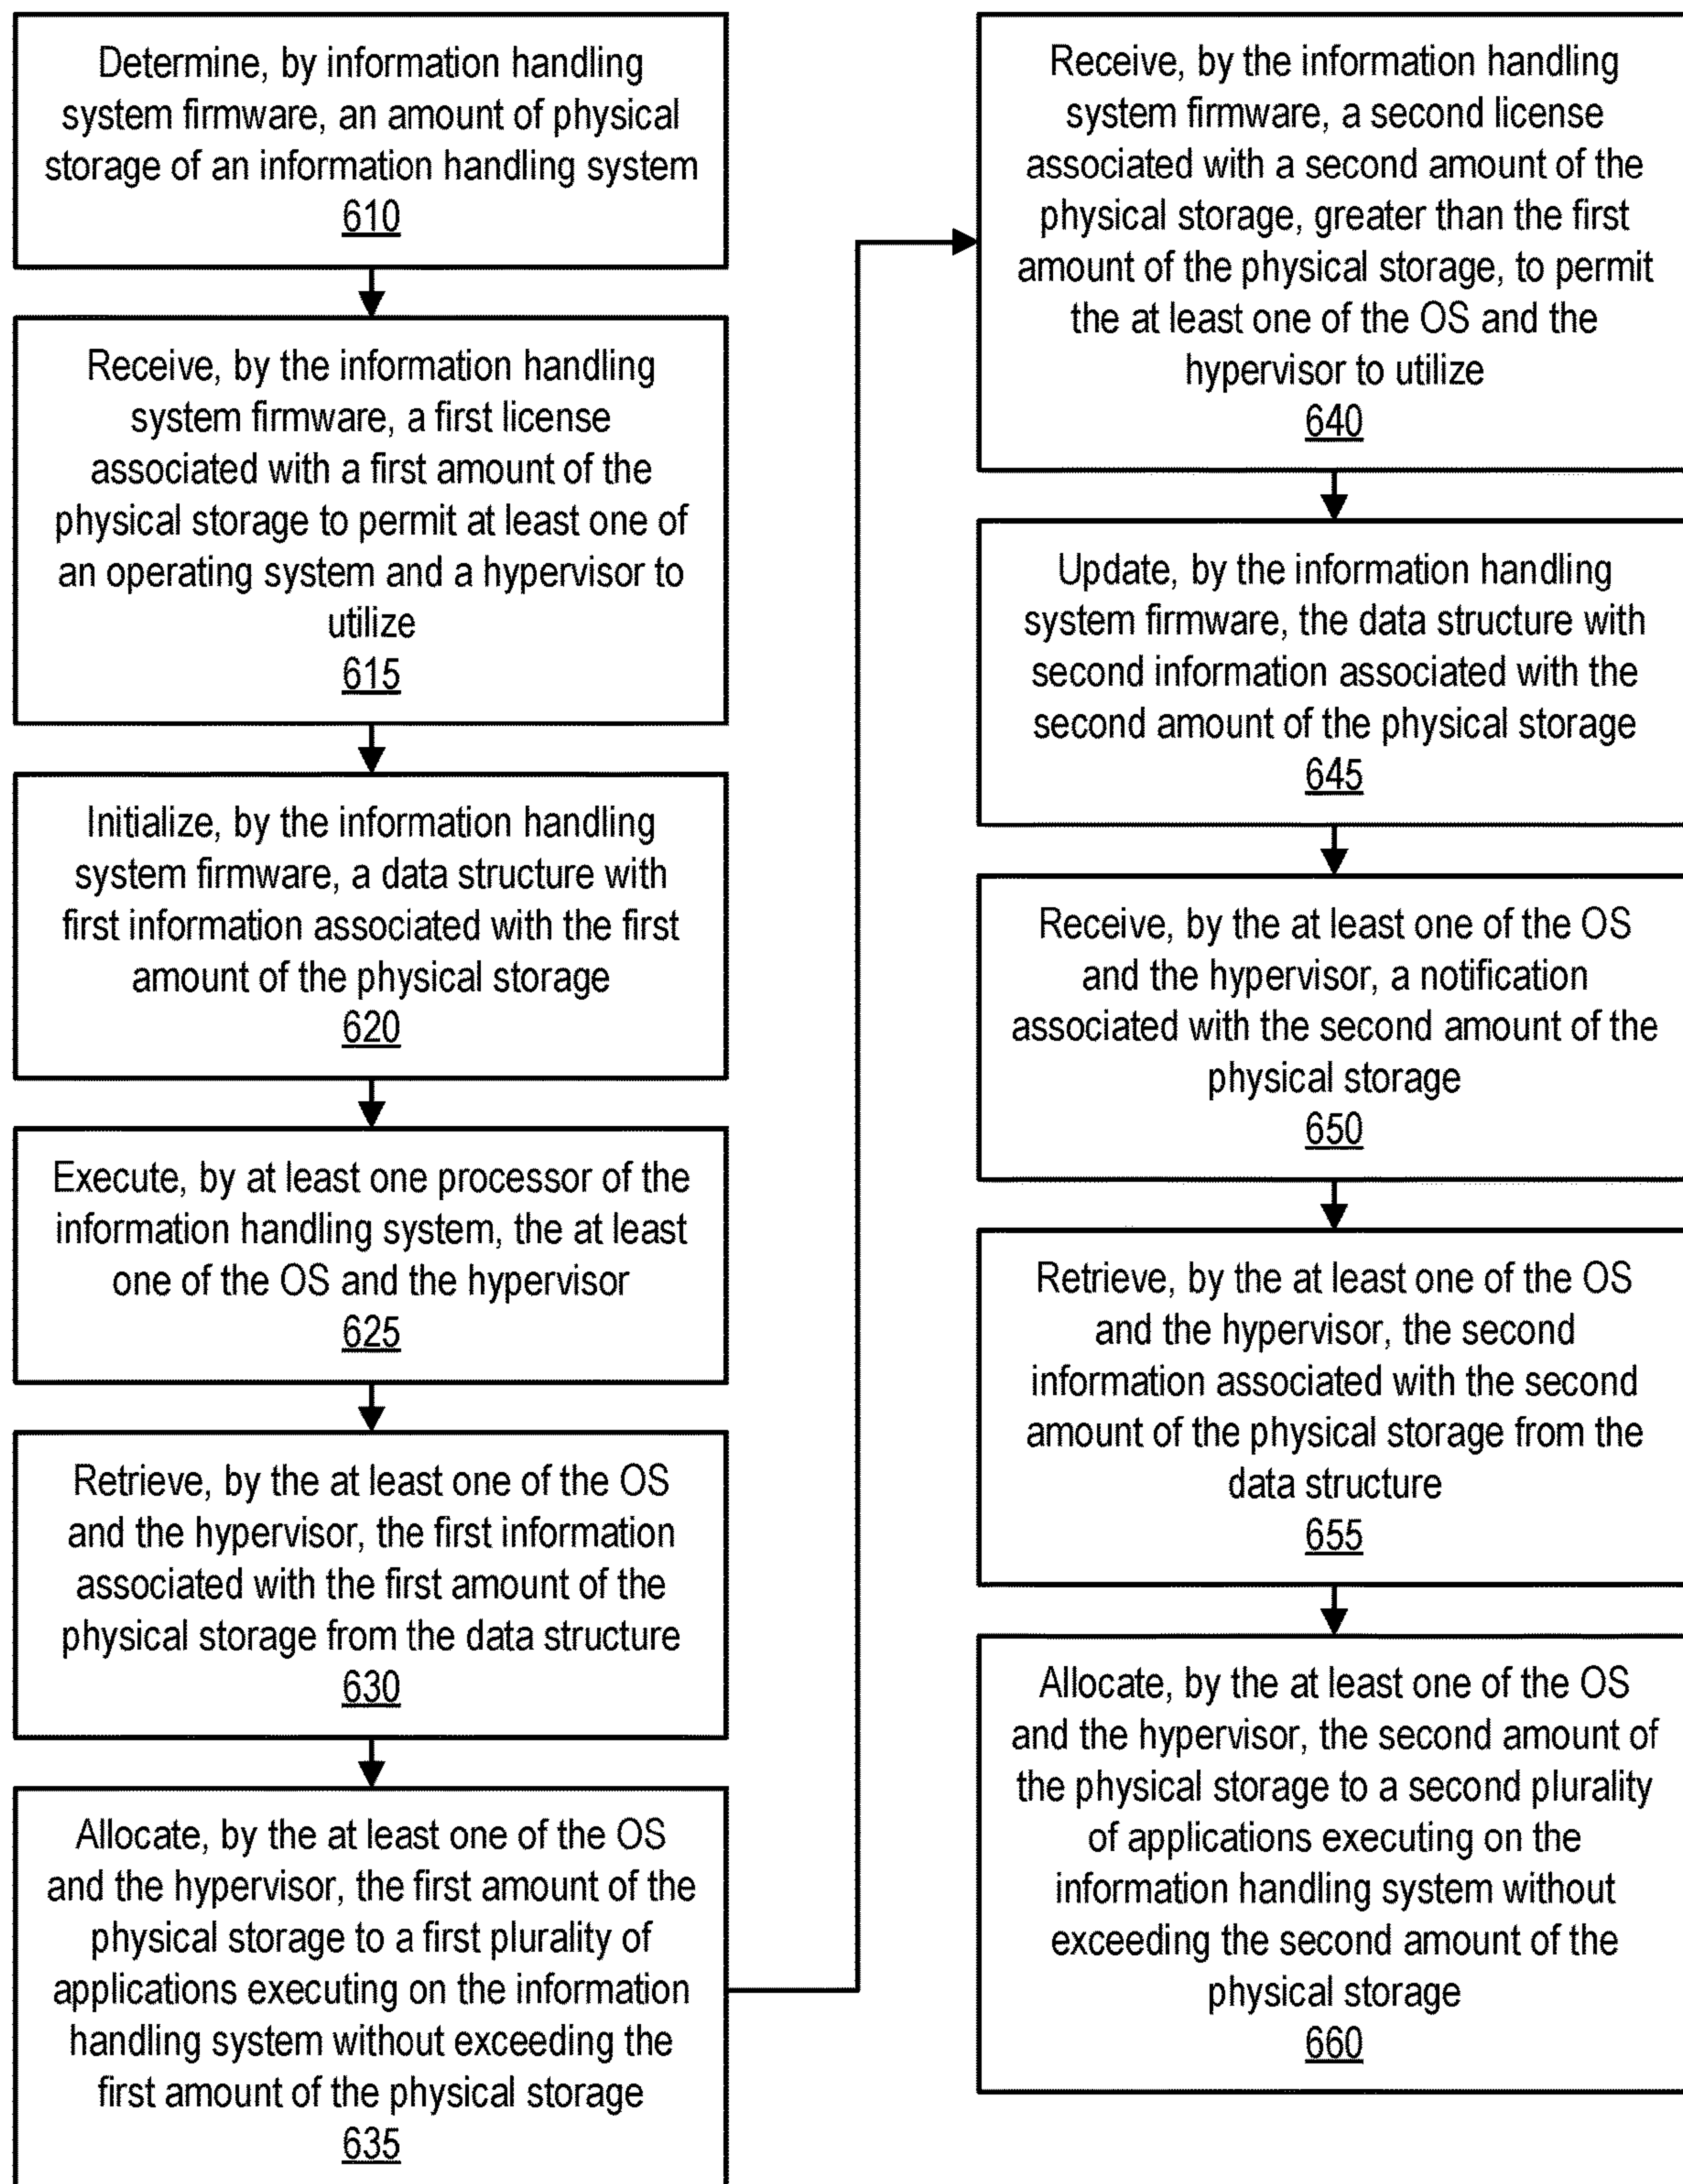 Determine, by information handling
system firmware, an amount of physical
storage of an information handling system
610
Receive, by the information handling
system firmware, a first license
associated with a first amount of the
physical storage to permit at least one of
an operating system and a hypervisor to
utilize
615
Initialize, by the information handling
system firmware, a data structure with
first information associated with the first
amount of the physical storage
620
Execute, by at least one processor of the
information handling system, the at least
one of the OS and the hypervisor
625
Retrieve, by the at least one of the OS
and the hypervisor, the first information
associated with the first amount of the
physical storage from the data structure
630
Allocate, by the at least one of the OS
and the hypervisor, the first amount of the
physical storage to a first plurality of
applications executing on the information
handling system without exceeding the
first amount of the physical storage
635
Receive, by the information handling
system firmware, a second license
associated with a second amount of the
physical storage, greater than the first
amount of the physical storage, to permit
the at least one of the OS and the
hypervisor to utilize
640
Update, by the information handling
system firmware, the data structure with
second information associated with the
second amount of the physical storage
645
Receive, by the at least one of the OS
and the hypervisor, a notification
associated with the second amount of the
physical storage
650
Retrieve, by the at least one of the OS
and the hypervisor, the second
information associated with the second
amount of the physical storage from the
data structure
655
Allocate, by the at least one of the OS
and the hypervisor, the second amount of
the physical storage to a second plurality
of applications executing on the
information handling system without
exceeding the second amount of the
physical storage
660